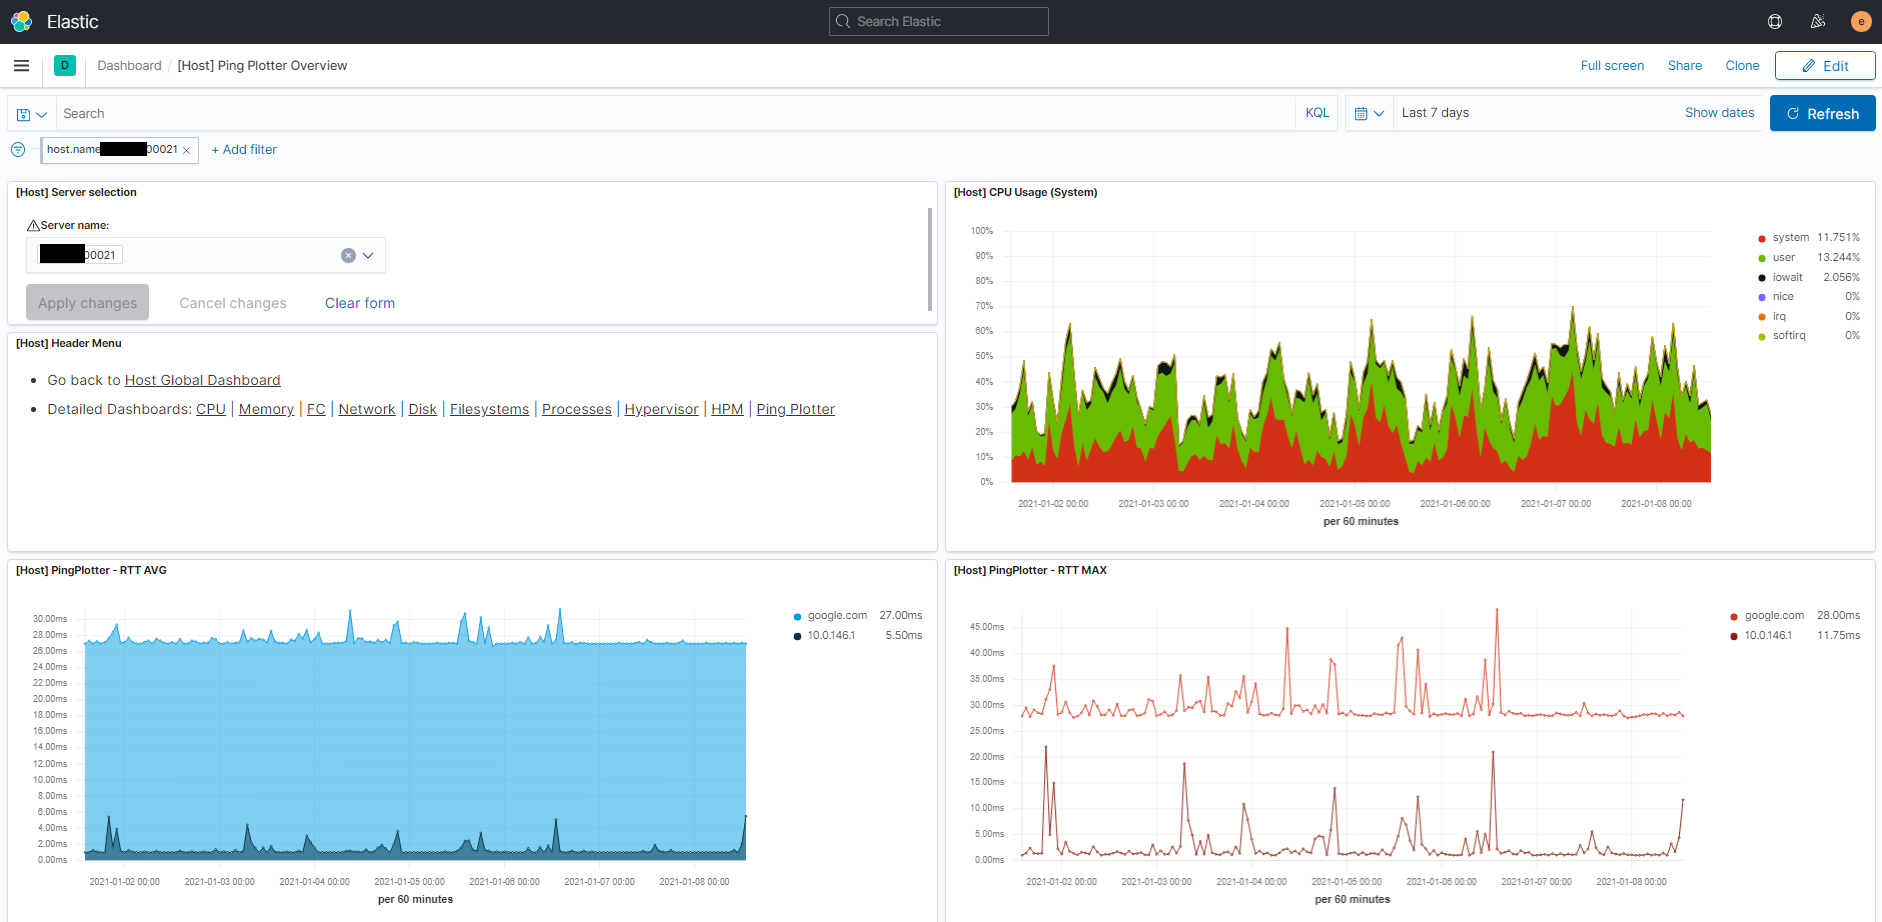 Elastic
Search Elastic
e
D
Dashboard / [Host] Ping Plotter Overview
Full screen
Share
Clone
Edit
Search
KQL
Last 7 days
Show dates
Refresh
host.name 00021 ×
+ Add filter
[Host] Server selection
Server name:
00021
Apply changes
Cancel changes
Clear form
[Host] CPU Usage (System)
100%
90%
80%
70%
60%
50%
40%
30%
20%
10%
0%
2021-01-02 00:00
2021-01-03 00:00
2021-01-04 00:00
2021-01-05 00:00
2021-01-06 00:00
2021-01-07 00:00
2021-01-08 00:00
per 60 minutes
system 11.751%
user 13.244%
iowait 2.056%
nice 0%
irq 0%
softirq 0%
[Host] Header Menu
• Go back to Host Global Dashboard
• Detailed Dashboards: CPU | Memory | FC | Network | Disk | Filesystems | Processes | Hypervisor | HPM | Ping Plotter
[Host] PingPlotter - RTT AVG
30.00ms
28.00ms
26.00ms
24.00ms
22.00ms
20.00ms
18.00ms
16.00ms
14.00ms
12.00ms
10.00ms
8.00ms
6.00ms
4.00ms
2.00ms
0.00ms
2021-01-02 00:00
2021-01-03 00:00
2021-01-04 00:00
2021-01-05 00:00
2021-01-06 00:00
2021-01-07 00:00
2021-01-08 00:00
per 60 minutes
google.com 27.00ms
10.0.146.1 5.50ms
[Host] PingPlotter - RTT MAX
45.00ms
40.00ms
35.00ms
30.00ms
25.00ms
20.00ms
15.00ms
10.00ms
5.00ms
0.00ms
2021-01-02 00:00
2021-01-03 00:00
2021-01-04 00:00
2021-01-05 00:00
2021-01-06 00:00
2021-01-07 00:00
2021-01-08 00:00
per 60 minutes
google.com 28.00ms
10.0.146.1 11.75ms